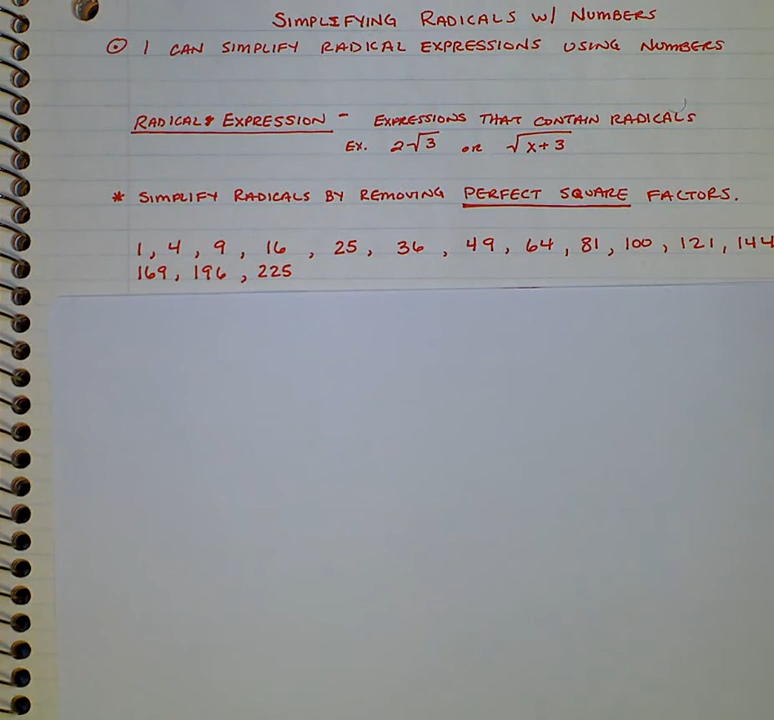 SIMPLIFYING RADICALS W/ NUMBERS
⊙ I CAN SIMPLIFY RADICAL EXPRESSIONS USING NUMBERS
RADICAL EXPRESSION - EXPRESSIONS THAT CONTAIN RADICALS
EX. 2√3 OR √x+3
* SIMPLIFY RADICALS BY REMOVING PERFECT SQUARE FACTORS.
1, 4, 9, 16, 25, 36, 49, 64, 81, 100, 121, 144
169, 196, 225